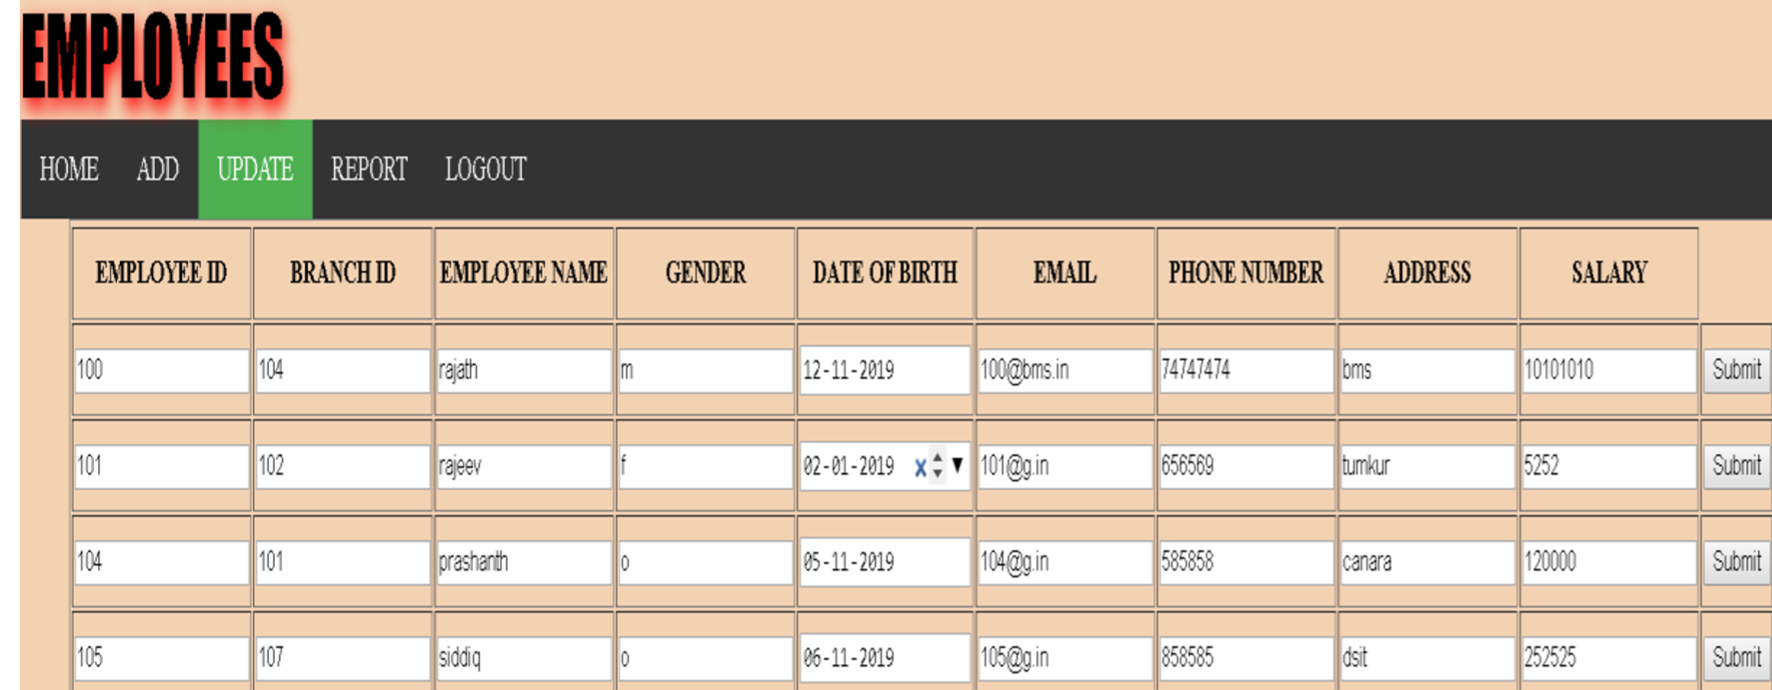 EMPLOYEES
HOME ADD UPDATE REPORT LOGOUT
EMPLOYEE ID BRANCH ID EMPLOYEE NAME GENDER DATE OF BIRTH EMAIL PHONE NUMBER ADDRESS SALARY
100 104 rajath m 12-11-2019 100@bms.in 74747474 bms 10101010 Submit
101 102 rajeev f 02-01-2019 101@g.in 656569 tumkur 5252 Submit
104 101 prashanth o 05-11-2019 104@g.in 585858 canara 120000 Submit
105 107 siddiq o 06-11-2019 105@g.in 858585 dsit 252525 Submit